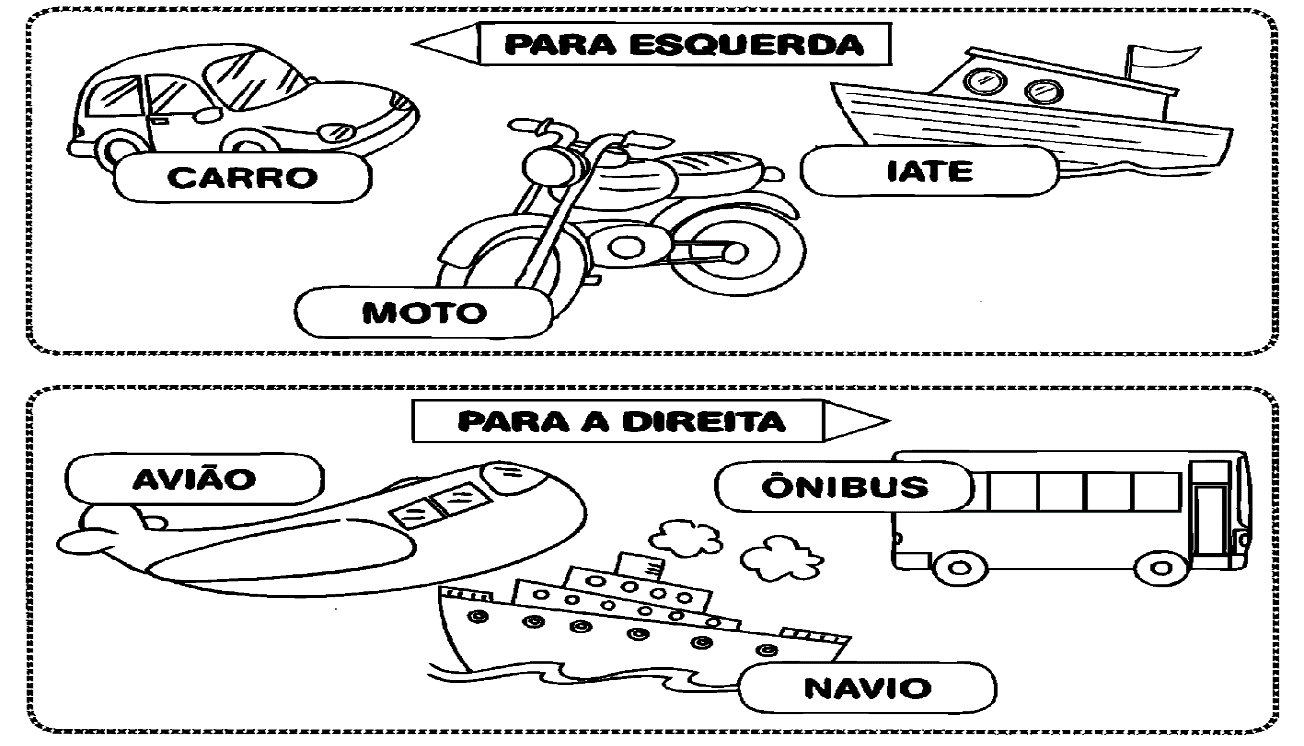 PARA ESQUERDA
CARRO
IATE
MOTO
PARA A DIREITA
AVIÃO
ÔNIBUS
NAVIO